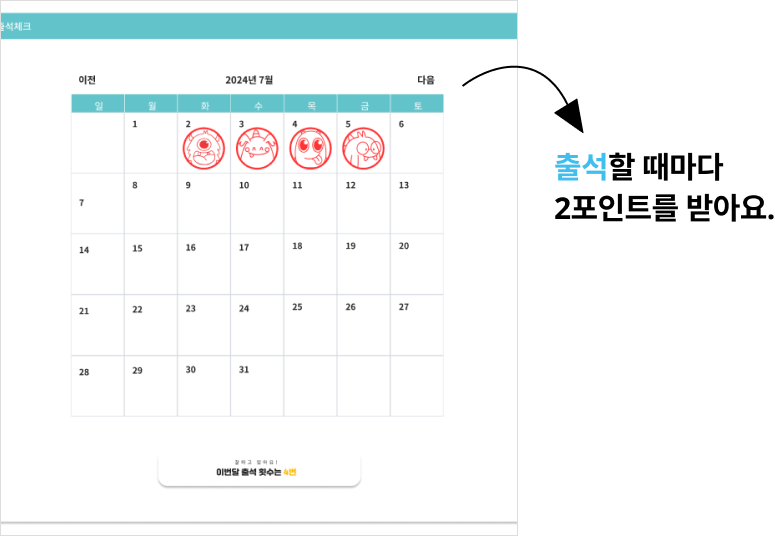 출석체크
이전 2024년 7월 다음
일 월 화 수 목 금 토
1 2 3 4 5 6
7 8 9 10 11 12 13
14 15 16 17 18 19 20
21 22 23 24 25 26 27
28 29 30 31
잘하고 있어요!
이번달 출석 횟수는 4번
출석할 때마다
2포인트를 받아요.